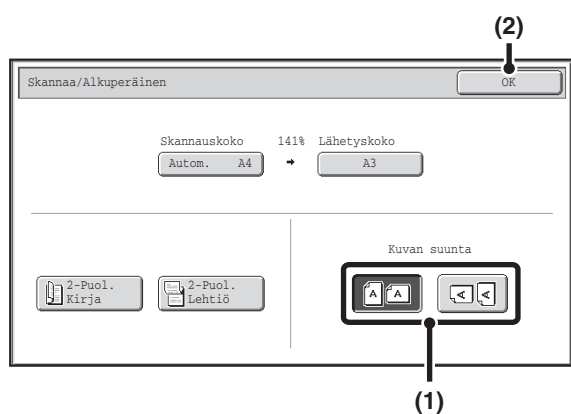 (2)
Skannaa/Alkuperäinen
OK
Skannauskoko 141% Lähetyskoko
Autom. A4 → A3
Kuvan suunta
2-Puol.
Kirja
2-Puol.
Lehtiö
A A
A A
(1)